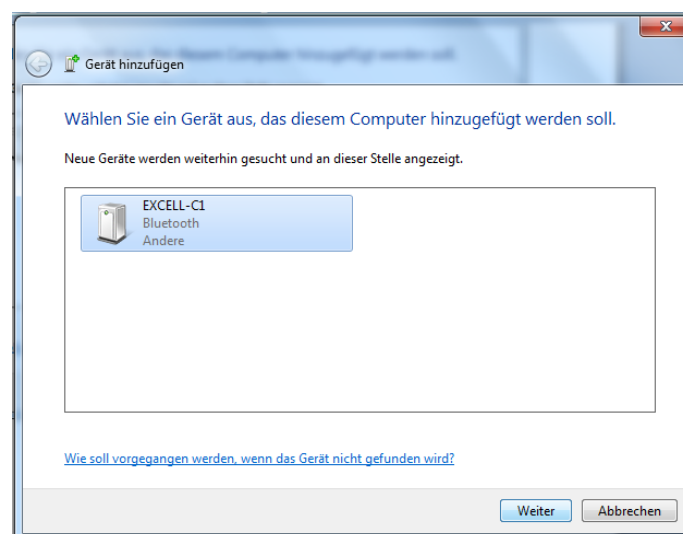 Gerät hinzufügen
Wählen Sie ein Gerät aus, das diesem Computer hinzugefügt werden soll.
Neue Geräte werden weiterhin gesucht und an dieser Stelle angezeigt.
EXCELL-C1
Bluetooth
Andere
Wie soll vorgegangen werden, wenn das Gerät nicht gefunden wird?
Weiter
Abbrechen